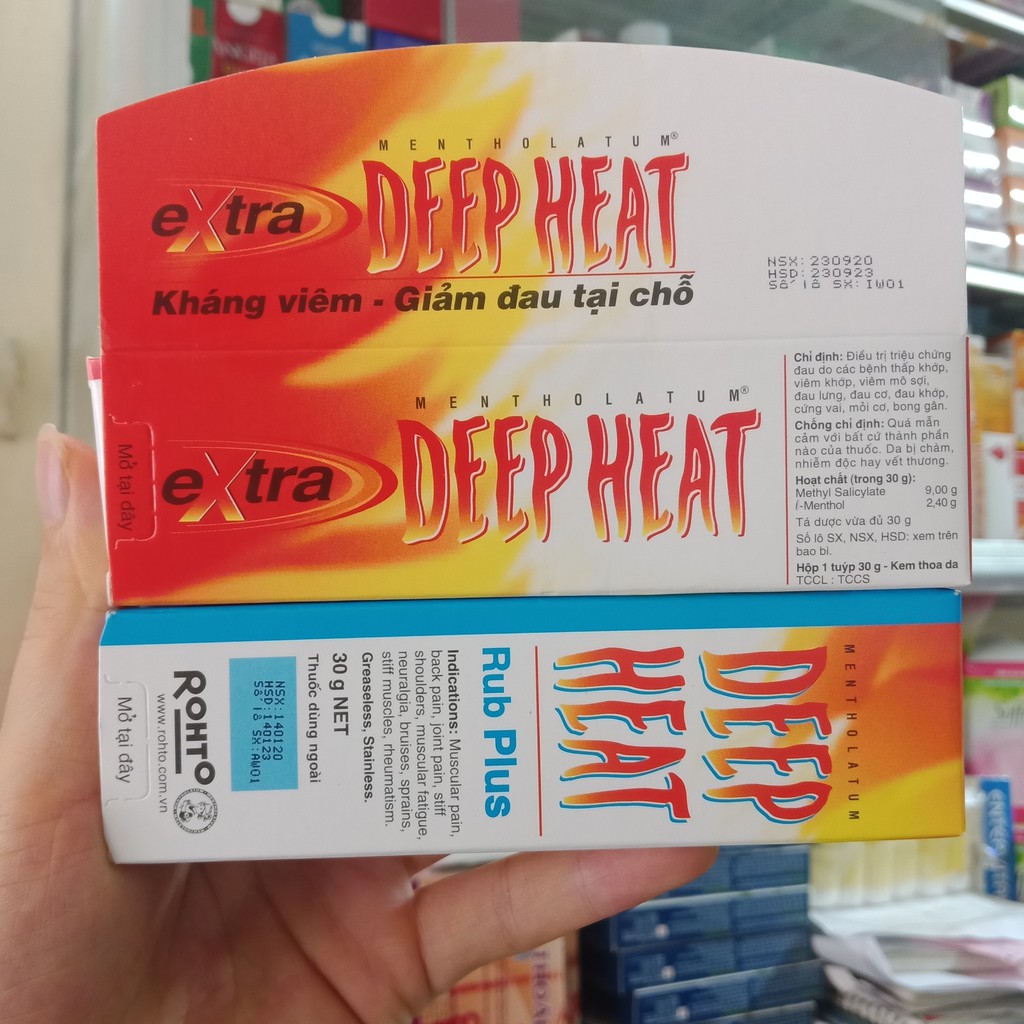 MENTHOLATUM®
eXtra DEEP HEAT
Kháng viêm - Giảm đau tại chỗ
NSX: 230920
HSD: 230923
Số lô SX: IW01
MENTHOLATUM®
eXtra DEEP HEAT
Mở tại đây
Chỉ định: Điều trị triệu chứng
đau do các bệnh thấp khớp,
viêm khớp, viêm mô sợi,
đau lưng, đau cơ, đau khớp,
cứng vai, mỏi cơ, bong gân.
Chống chỉ định: Quá mẫn
cảm với bất cứ thành phần
nào của thuốc. Da bị chàm,
nhiễm độc hay vết thương.
Hoạt chất (trong 30 g):
Methyl Salicylate 9,00 g
l-Menthol 2,40 g
Tá dược vừa đủ 30 g
Số lô SX, NSX, HSD: xem trên
bao bì.
Hộp 1 tuýp 30 g - Kem thoa da
TCCL : TCCS
MENTHOLATUM
DEEP
HEAT
Rub Plus
Indications: Muscular pain,
back pain, joint pain, stiff
shoulders, muscular fatigue,
neuralgia, bruises, sprains,
stiff muscles, rheumatism.
Greaseless, Stainless.
30 g NET
Thuốc dùng ngoài
NSX: 140120
HSD: 140123
Số lô SX: AW01
ROHTO
www.rohto.com.vn
Mở tại đây